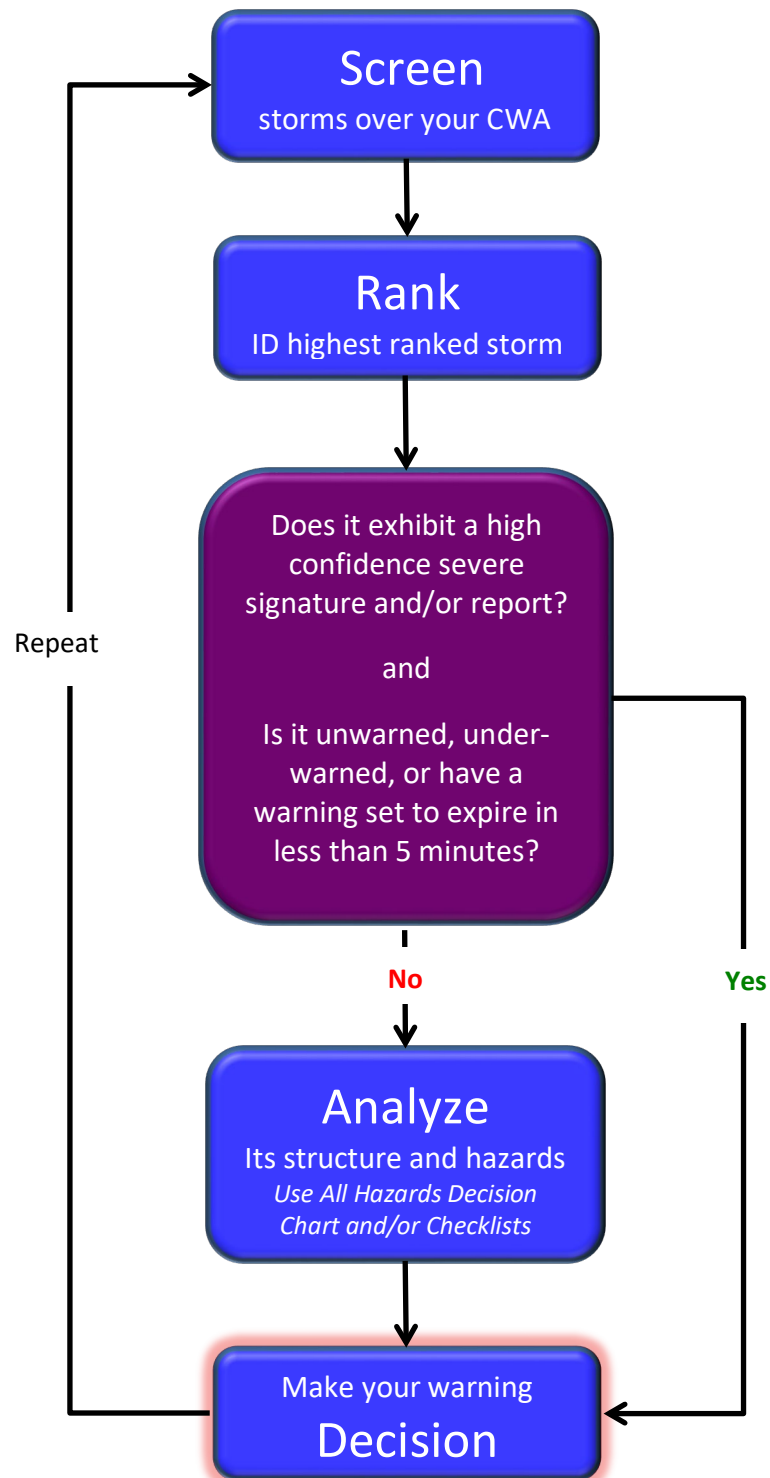 Screen
storms over your CWA
Rank
ID highest ranked storm
Does it exhibit a high
confidence severe
signature and/or report?
and
Is it unwarned, under-
warned, or have a
warning set to expire in
less than 5 minutes?
Repeat
No
Yes
Analyze
Its structure and hazards
Use All Hazards Decision
Chart and/or Checklists
Make your warning
Decision